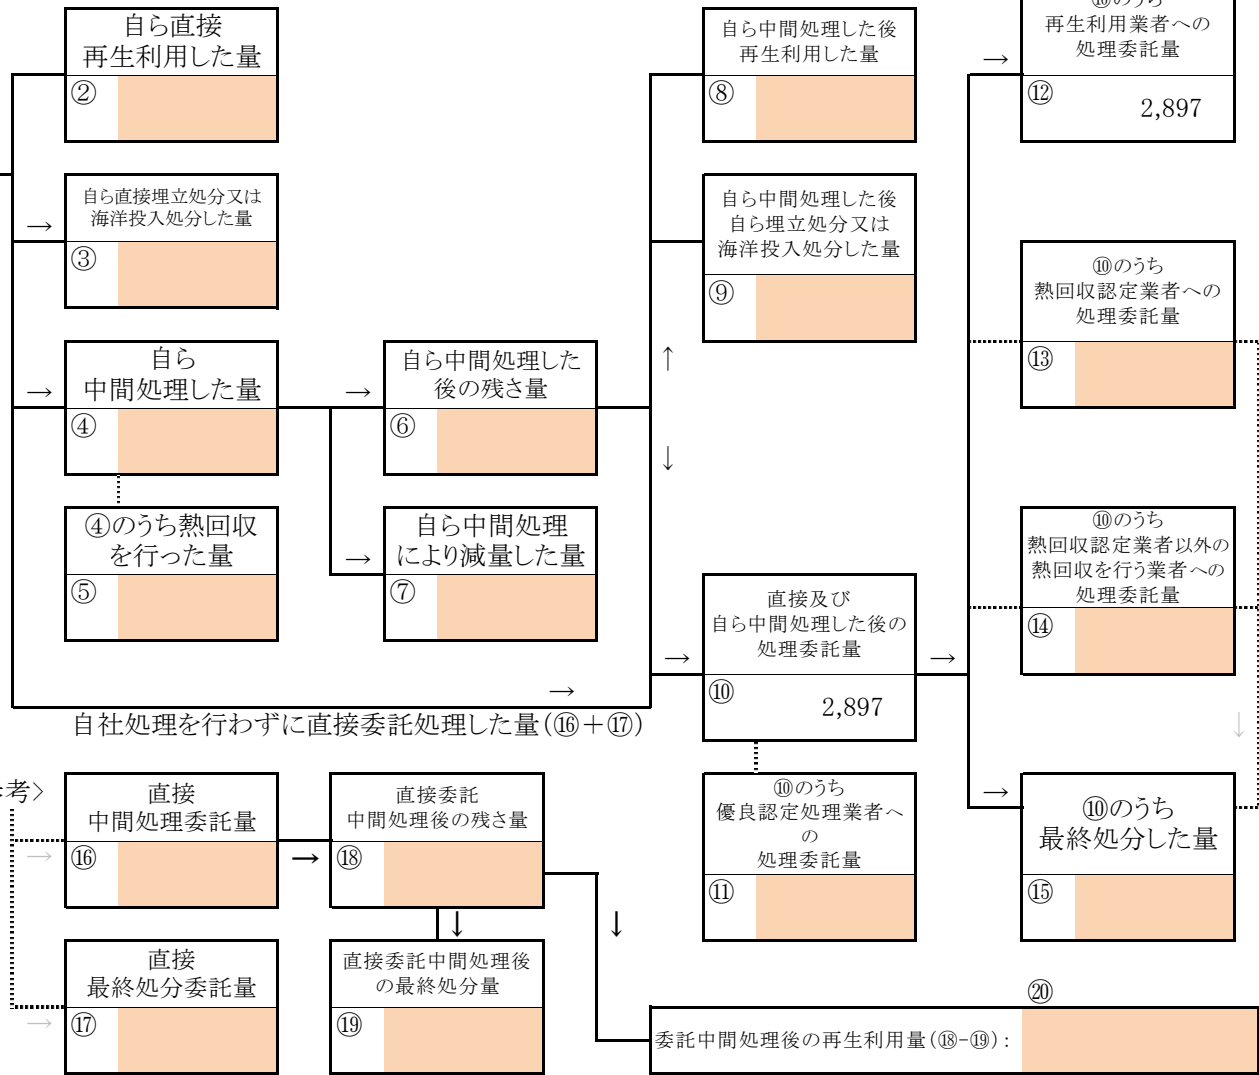 自ら直接
再生利用した量
②
→
自ら直接埋立処分又は
海洋投入処分した量
③
→
自ら
中間処理した量
④
→
自ら中間処理した
後の残さ量
⑥
④のうち熱回収
を行った量
⑤
→
自ら中間処理
により減量した量
⑦
→
自社処理を行わずに直接委託処理した量(⑯+⑰)
自ら中間処理した後
再生利用した量
⑧
自ら中間処理した後
自ら埋立処分又は
海洋投入処分した量
⑨
↑
↓
→
直接及び
自ら中間処理した後の
処理委託量
⑩
2,897
⑩のうち
優良認定処理業者へ
の
処理委託量
⑪
→
→
⑩のうち
再生利用業者への
処理委託量
⑫
2,897
⑩のうち
熱回収認定業者への
処理委託量
⑬
⑩のうち
熱回収認定業者以外の
熱回収を行う業者への
処理委託量
⑭
↓
→
⑩のうち
最終処分した量
⑮
考>
→
直接
中間処理委託量
⑯
→
直接委託
中間処理後の残さ量
⑱
→
直接
最終処分委託量
⑰
↓
直接委託中間処理後
の最終処分量
⑲
↓
⑳
委託中間処理後の再生利用量(⑱-⑲):